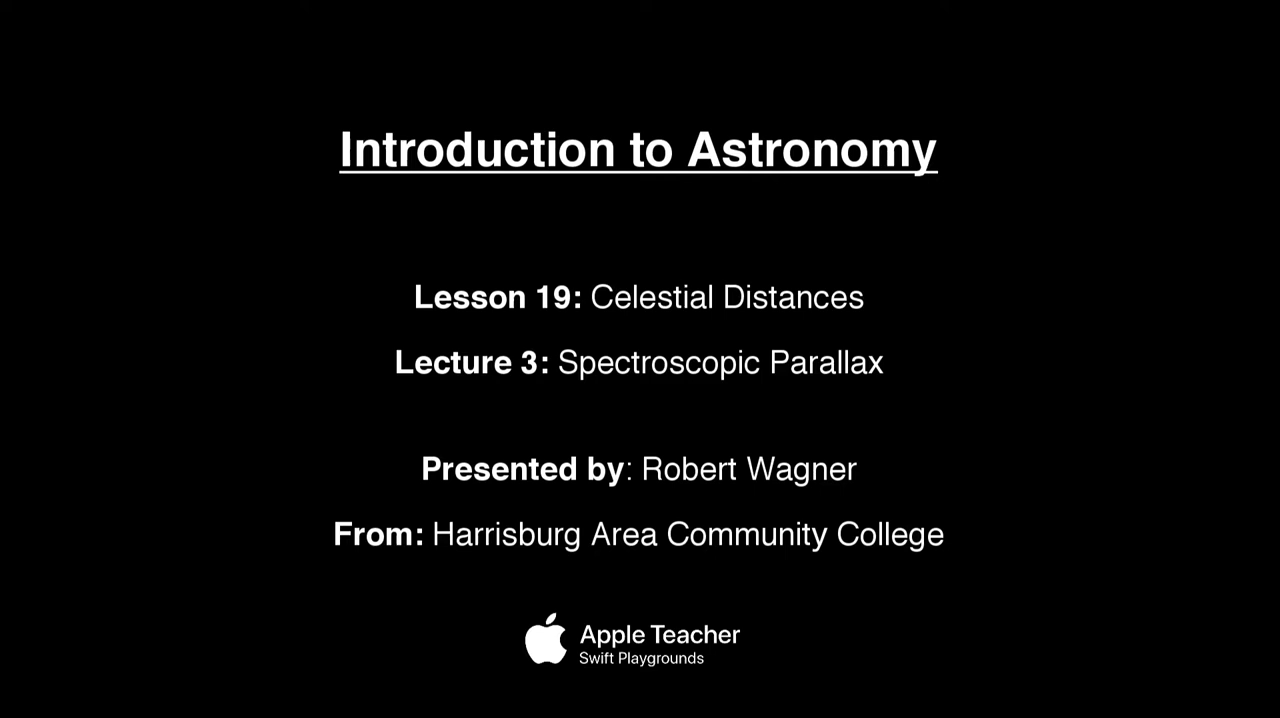 Introduction to Astronomy
Lesson 19: Celestial Distances
Lecture 3: Spectroscopic Parallax
Presented by: Robert Wagner
From: Harrisburg Area Community College
Apple Teacher
Swift Playgrounds